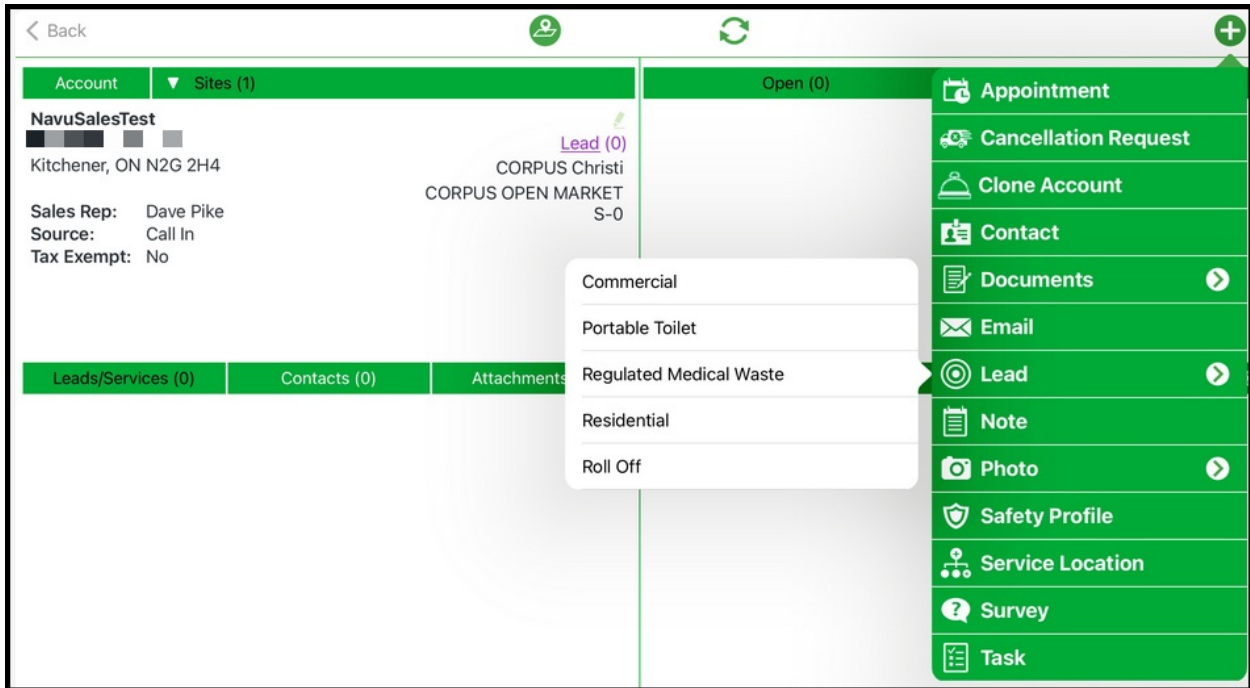 Back
Account ▼ Sites (1)
Open (0)
NavuSalesTest
Lead (0)
Kitchener, ON N2G 2H4
CORPUS Christi
CORPUS OPEN MARKET
S-0
Sales Rep: Dave Pike
Source: Call In
Tax Exempt: No
Leads/Services (0)
Contacts (0)
Attachments
Commercial
Portable Toilet
Regulated Medical Waste
Residential
Roll Off
Appointment
Cancellation Request
Clone Account
Contact
Documents
Email
Lead
Note
Photo
Safety Profile
Service Location
Survey
Task